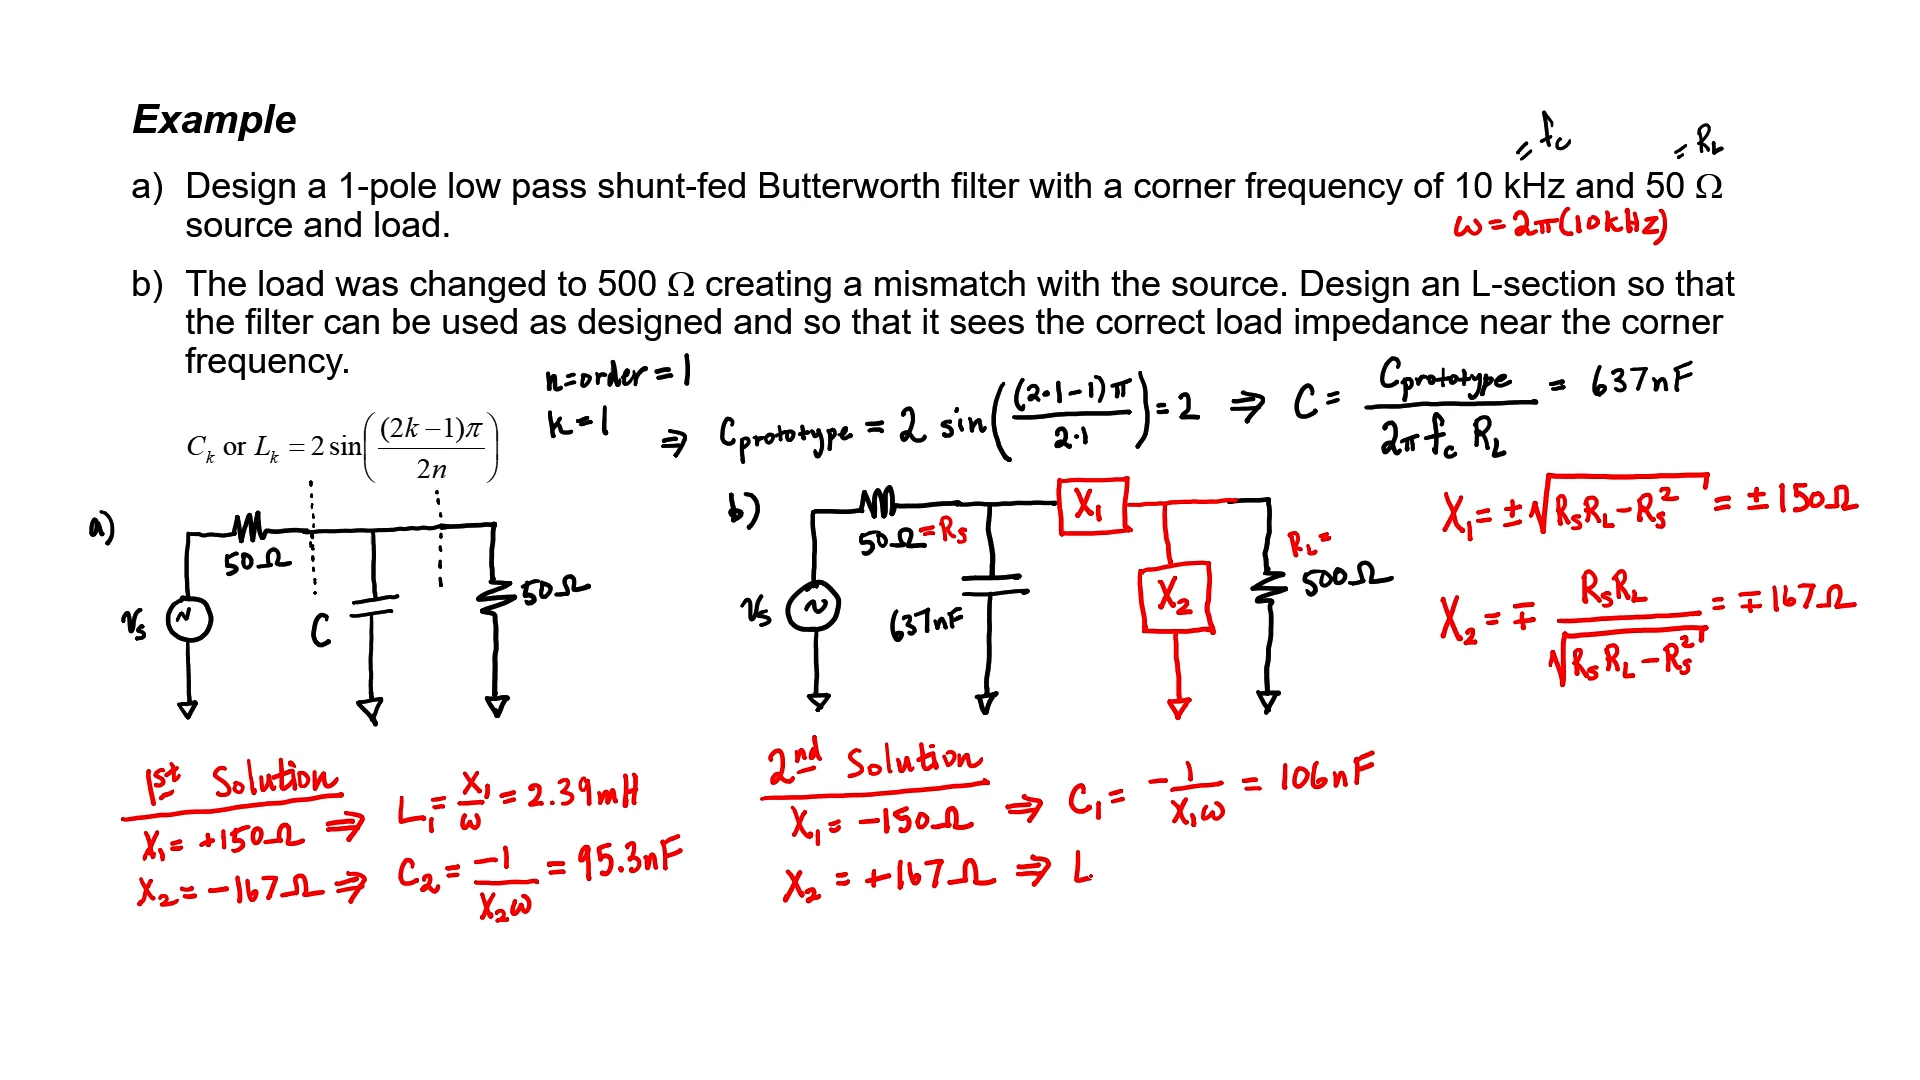 Example
= fc
= RL
a) Design a 1-pole low pass shunt-fed Butterworth filter with a corner frequency of 10 kHz and 50 Ω
source and load.
ω = 2π(10kHz)
b) The load was changed to 500 Ω creating a mismatch with the source. Design an L-section so that
the filter can be used as designed and so that it sees the correct load impedance near the corner
frequency.
n=order = 1
k=1
Ck or Lk = 2 sin((2k−1)π / 2n)
⇒ Cprototype = 2 sin((2·1−1)π / 2·1) = 2 ⇒ C = Cprototype / 2π fc RL = 637nF
a)
50Ω
Vs
C
50Ω
b)
50Ω =Rs
Vs
637nF
X1
X2
RL =
500Ω
X1 = ±√(RsRL − Rs²) = ±150Ω
X2 = ∓ RsRL / √(RsRL − Rs²) = ∓167Ω
1st Solution
X1 = +150Ω ⇒ L1 = X1/ω = 2.39mH
X2 = −167Ω ⇒ C2 = −1/X2ω = 95.3nF
2nd Solution
X1 = −150Ω ⇒ C1 = −1/X1ω = 106nF
X2 = +167Ω ⇒ L